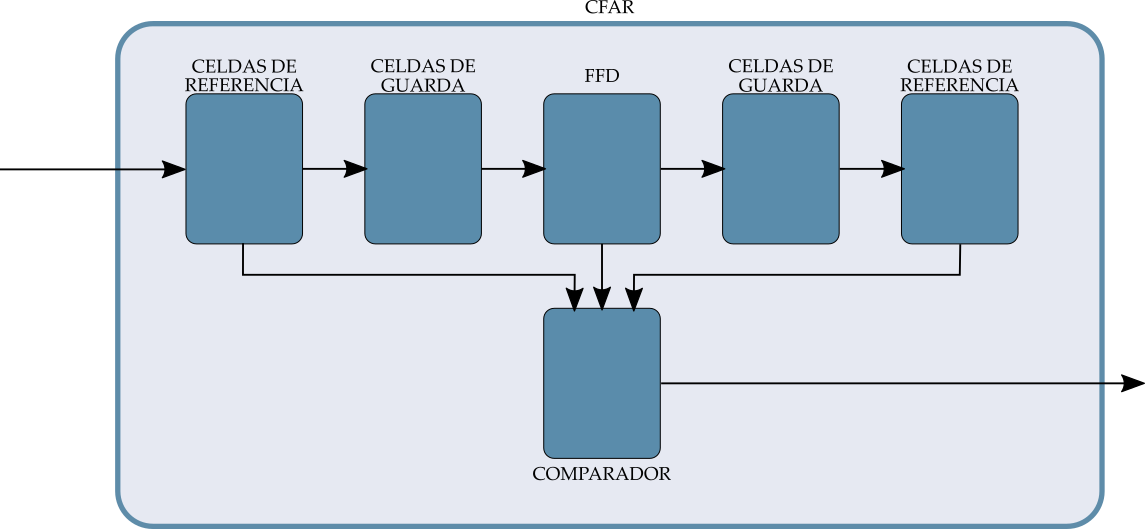 CFAR
CELDAS DE
REFERENCIA
CELDAS DE
GUARDA
FFD
CELDAS DE
GUARDA
CELDAS DE
REFERENCIA
COMPARADOR